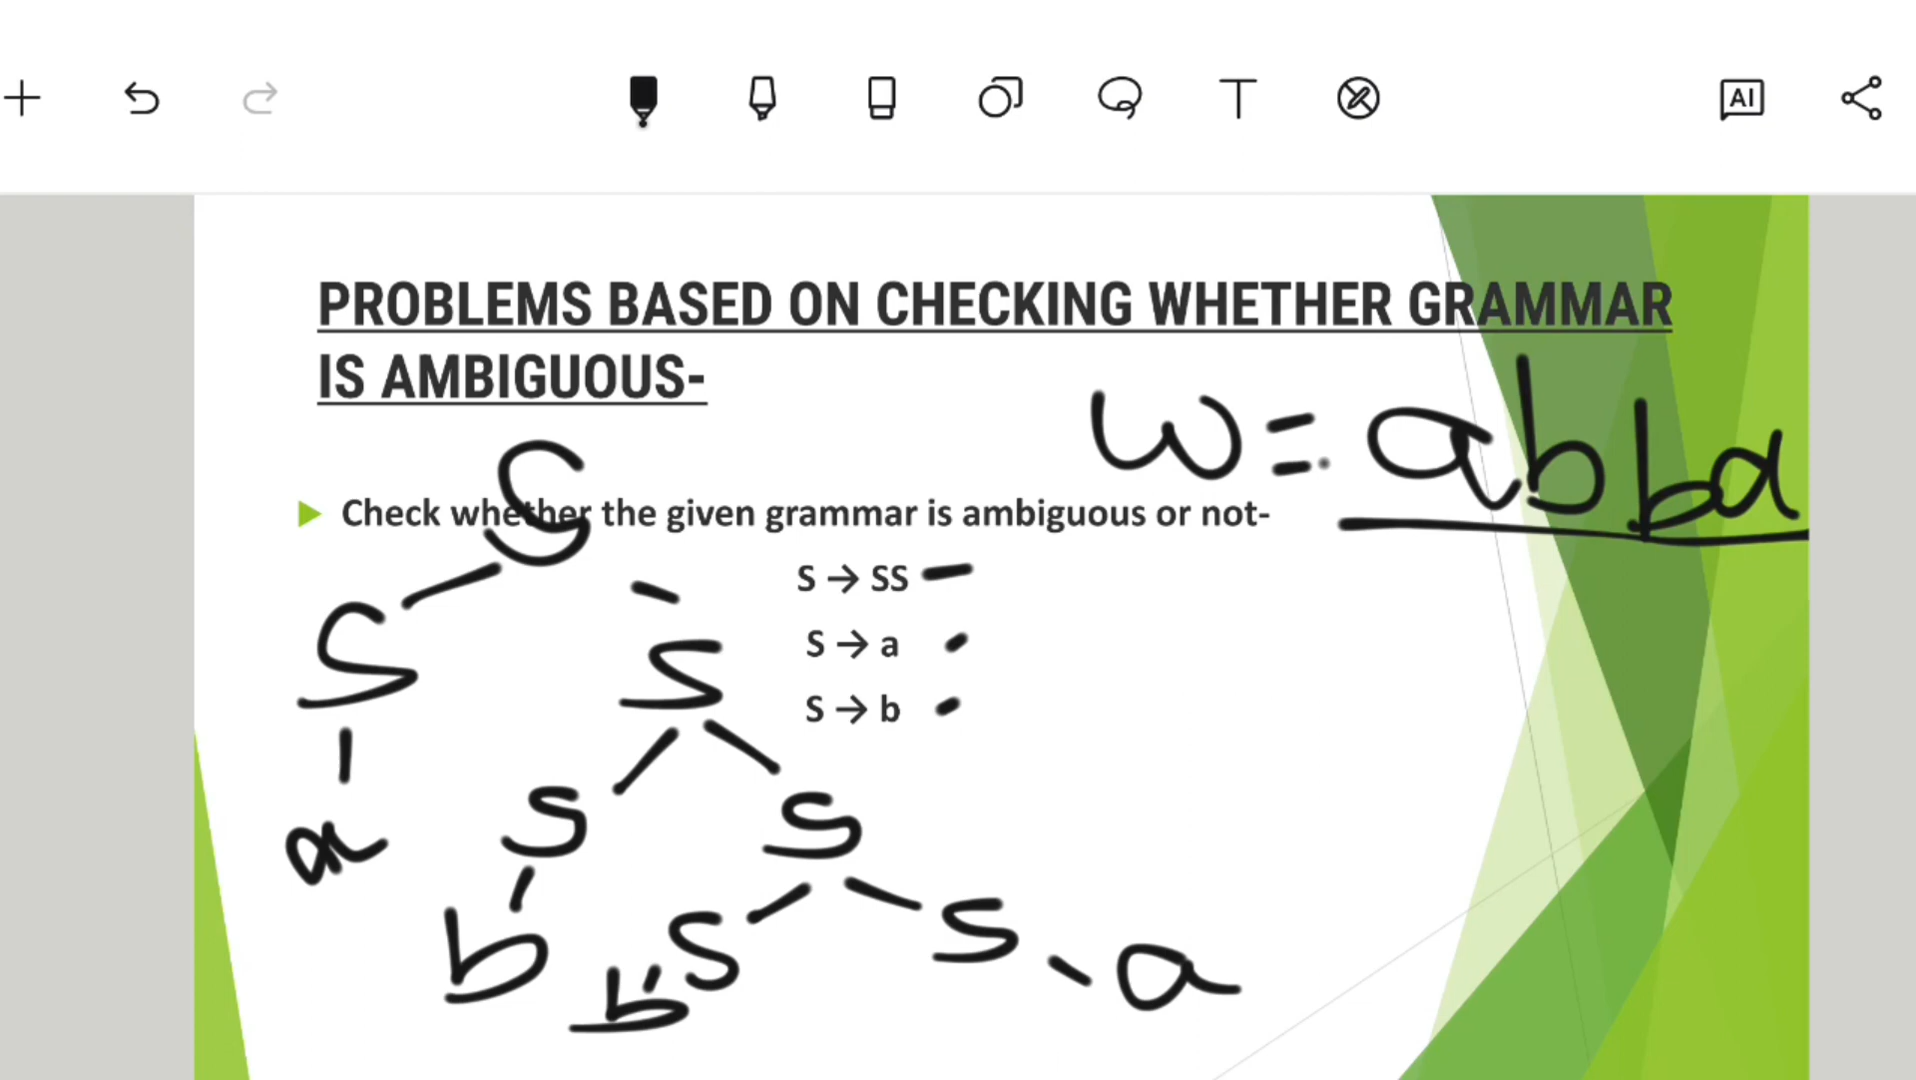 AI
T
PROBLEMS BASED ON CHECKING WHETHER GRAMMAR
IS AMBIGUOUS-
w = abba
Check whether the given grammar is ambiguous or not-
S → SS
S → a
S → b
S
S S
a
S S
b
S S
b a